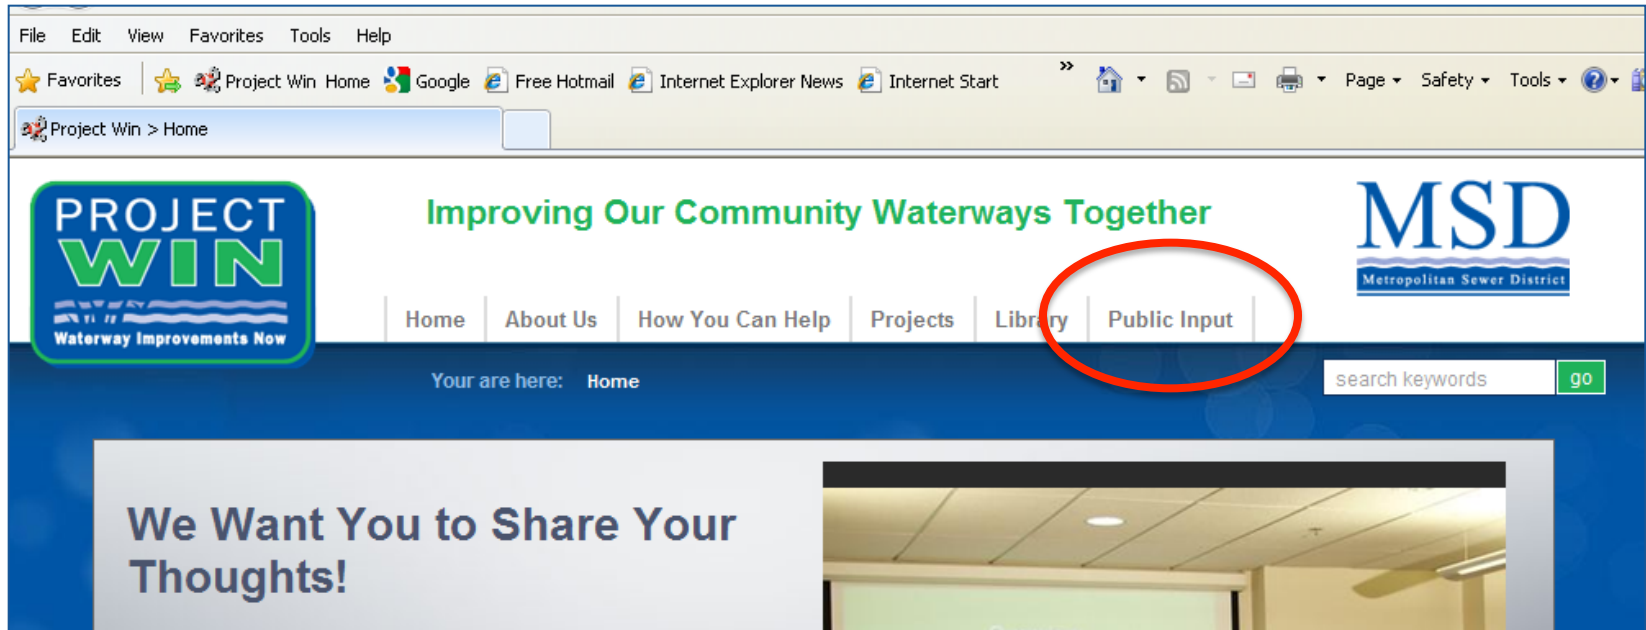 File Edit View Favorites Tools Help
Favorites Project Win Home Google Free Hotmail Internet Explorer News Internet Start » Page Safety Tools
Project Win > Home
PROJECT
WIN
Waterway Improvements Now
Improving Our Community Waterways Together
MSD
Metropolitan Sewer District
Home About Us How You Can Help Projects Library Public Input
Your are here: Home
search keywords go
We Want You to Share Your
Thoughts!